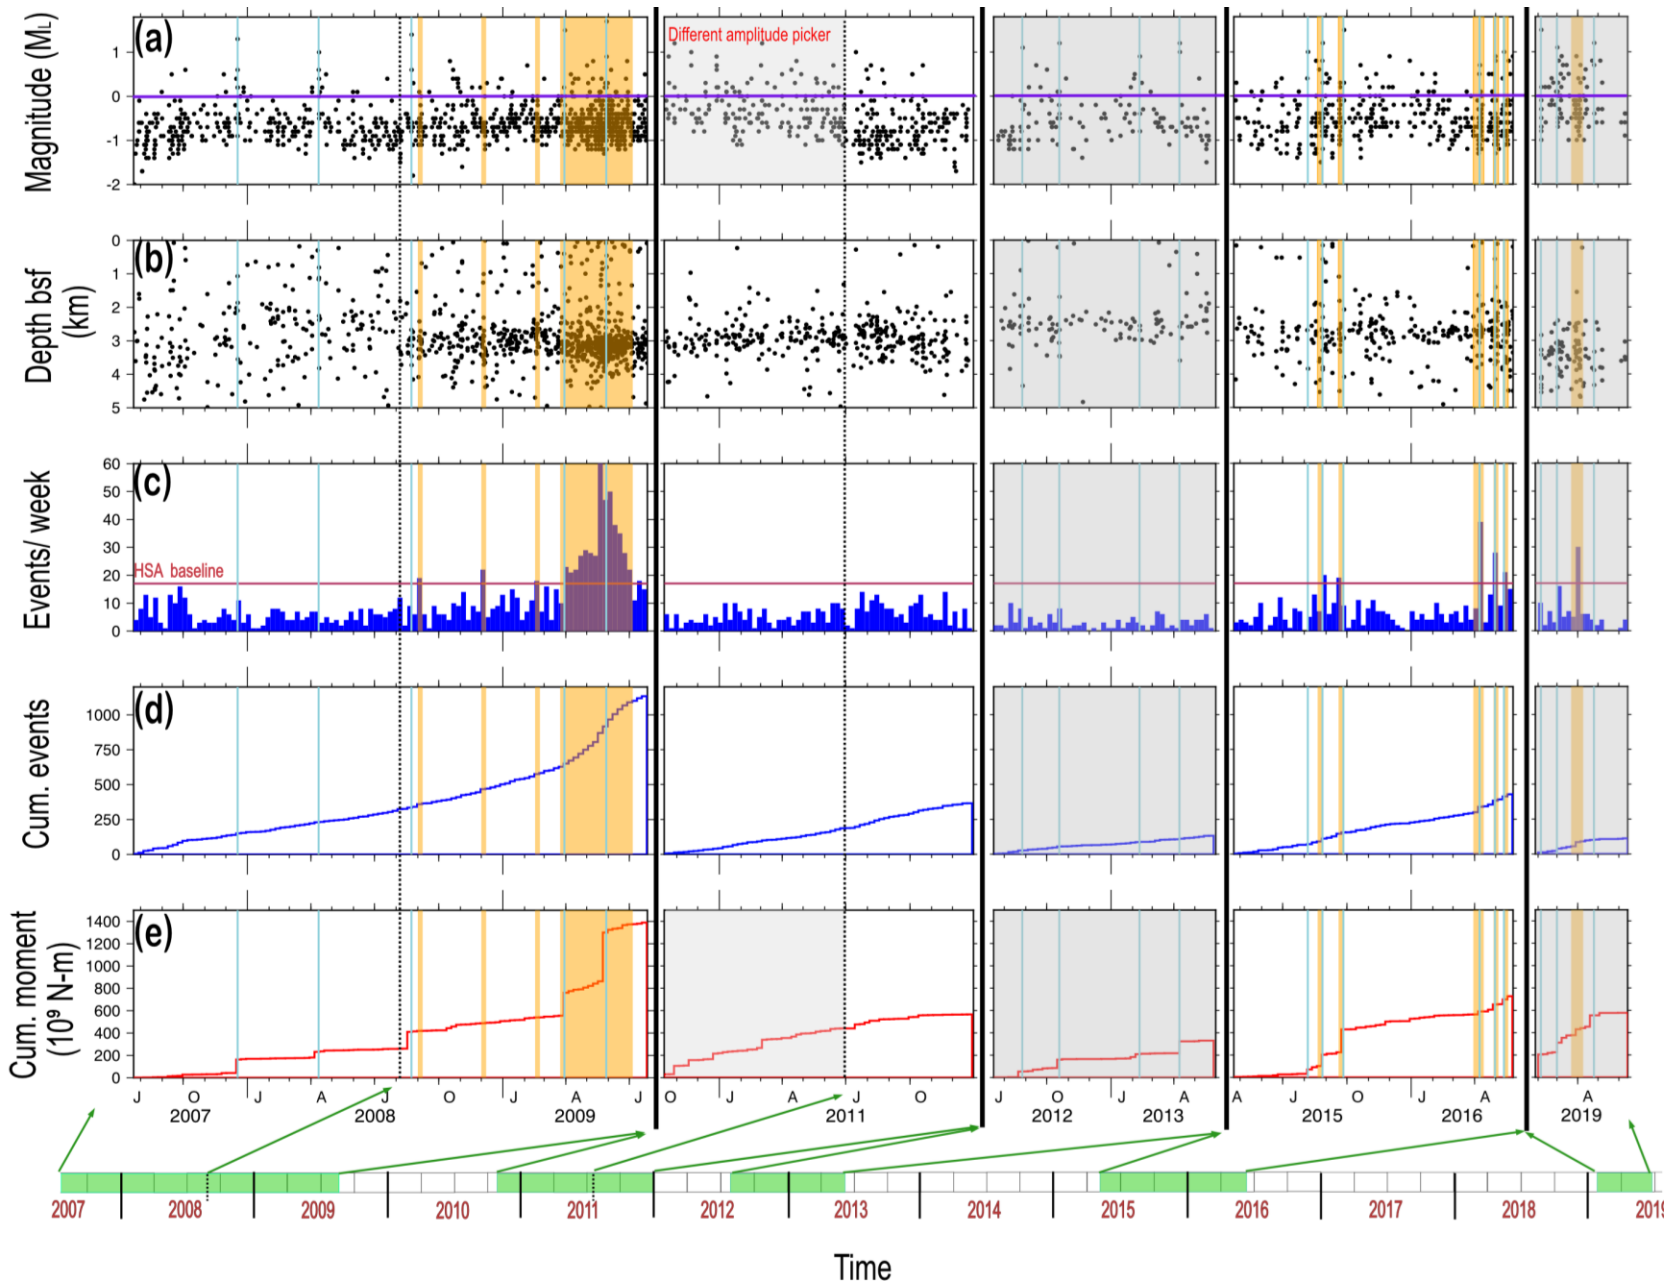 (a)
Magnitude (ML)
1
0
-1
-2
Different amplitude picker
(b)
Depth bsf
(km)
0
1
2
3
4
5
(c)
Events/ week
60
50
40
30
20
10
0
HSA baseline
(d)
Cum. events
1000
750
500
250
0
(e)
Cum. moment
(10⁹ N-m)
1400
1200
1000
800
600
400
200
0
J O J A J O J A J J A J O J O J A A J O J A A
2007 2008 2009 2011 2012 2013 2015 2016 2019
2007 2008 2009 2010 2011 2012 2013 2014 2015 2016 2017 2018 2019
Time